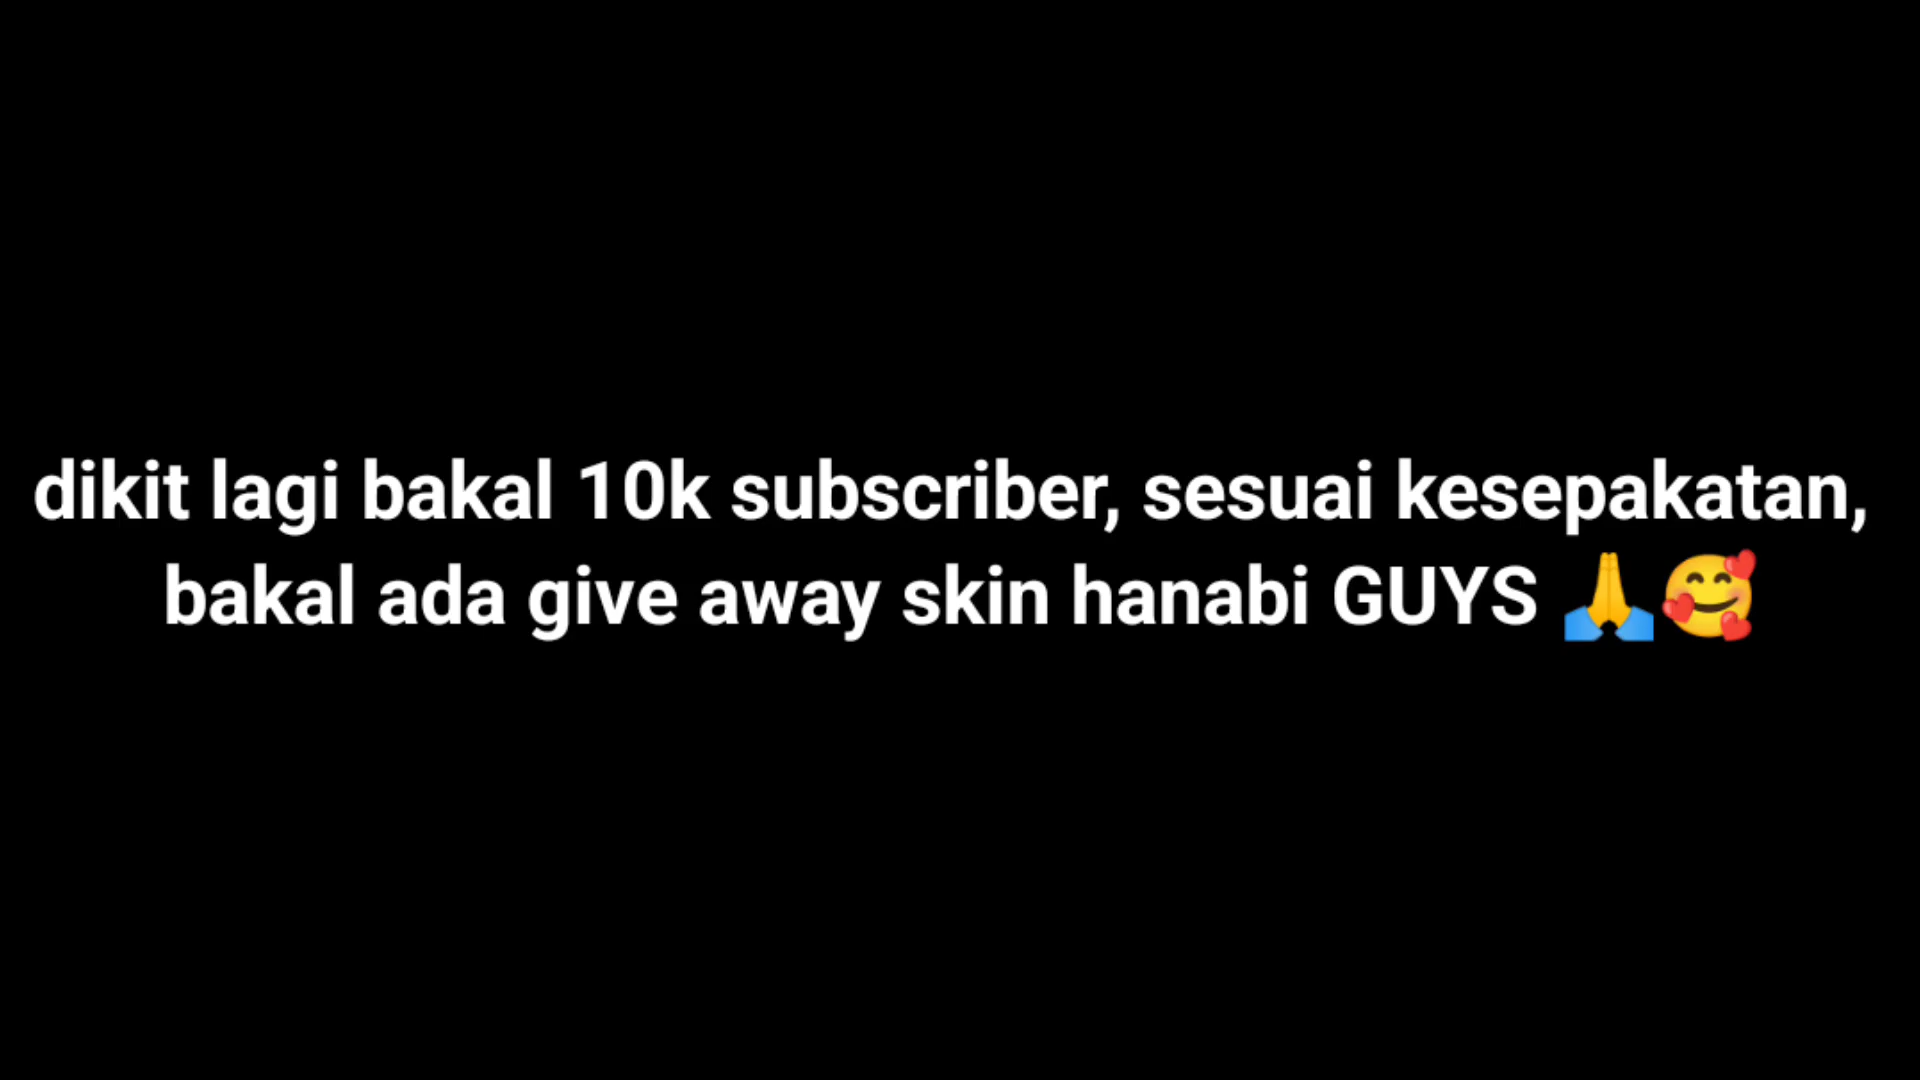 dikit lagi bakal 10k subscriber, sesuai kesepakatan,
bakal ada give away skin hanabi GUYS 🙏🥰